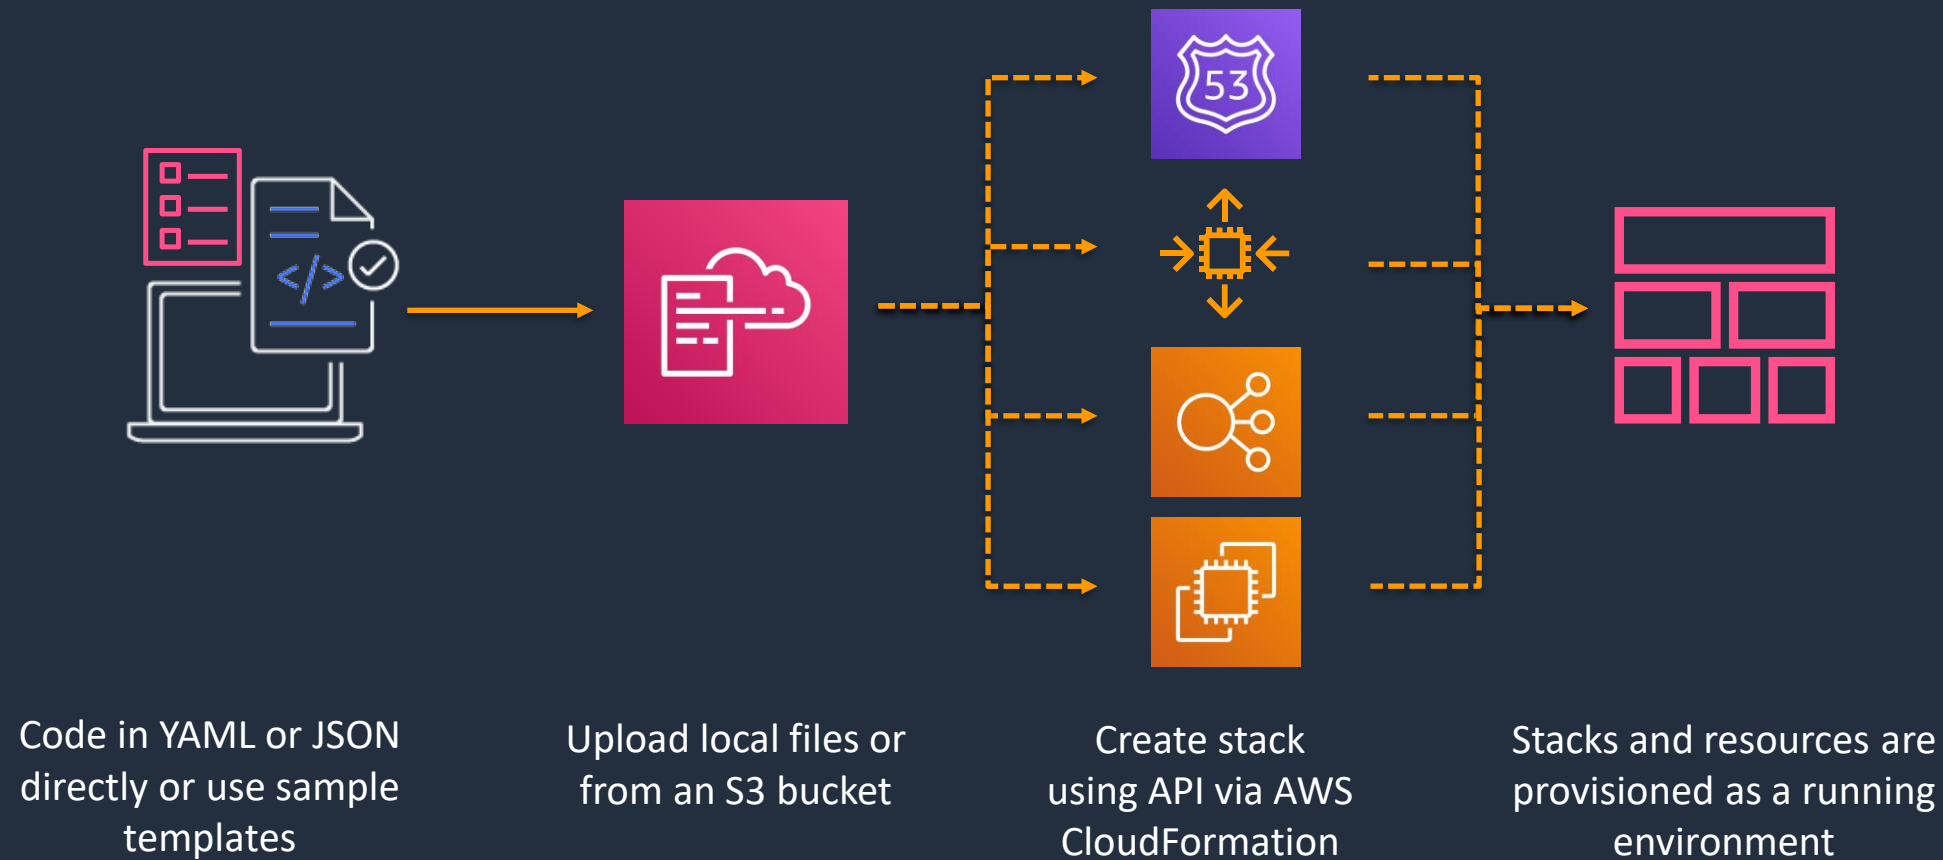 53
</>
Code in YAML or JSON
directly or use sample
templates
Upload local files or
from an S3 bucket
Create stack
using API via AWS
CloudFormation
Stacks and resources are
provisioned as a running
environment